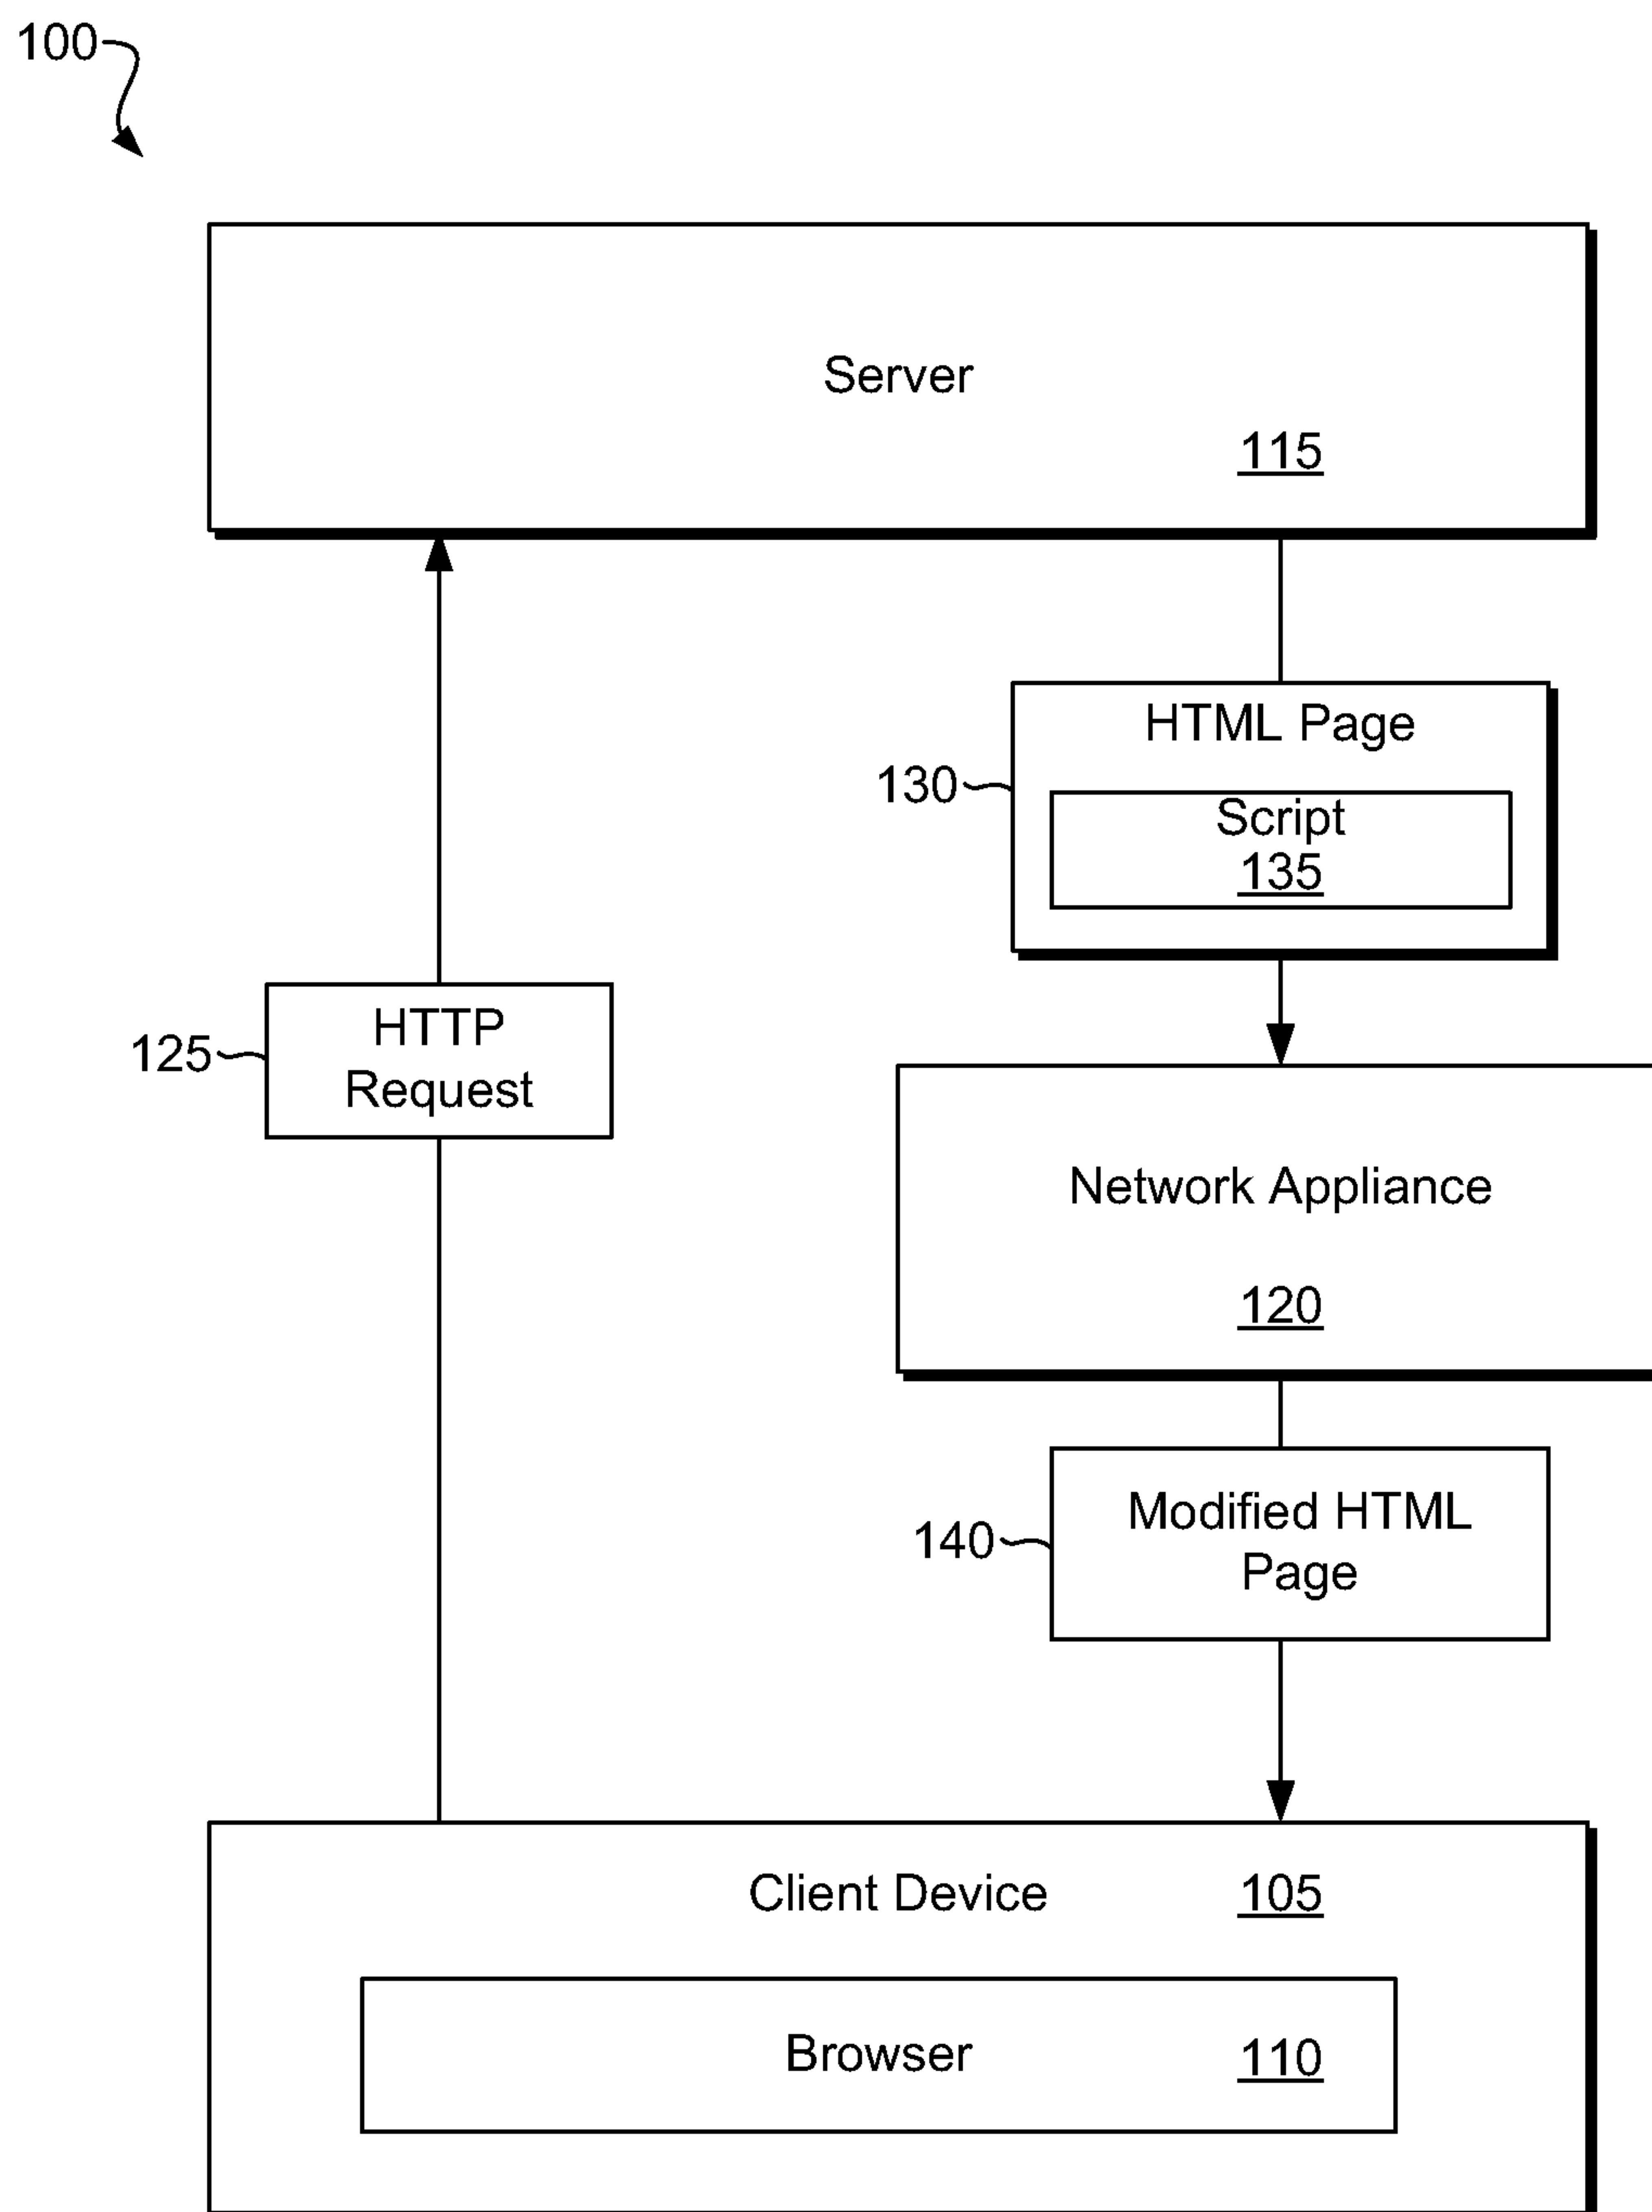 100
Server
115
HTML Page
130
Script
135
HTTP
Request
125
Network Appliance
120
Modified HTML
Page
140
Client Device 105
Browser 110